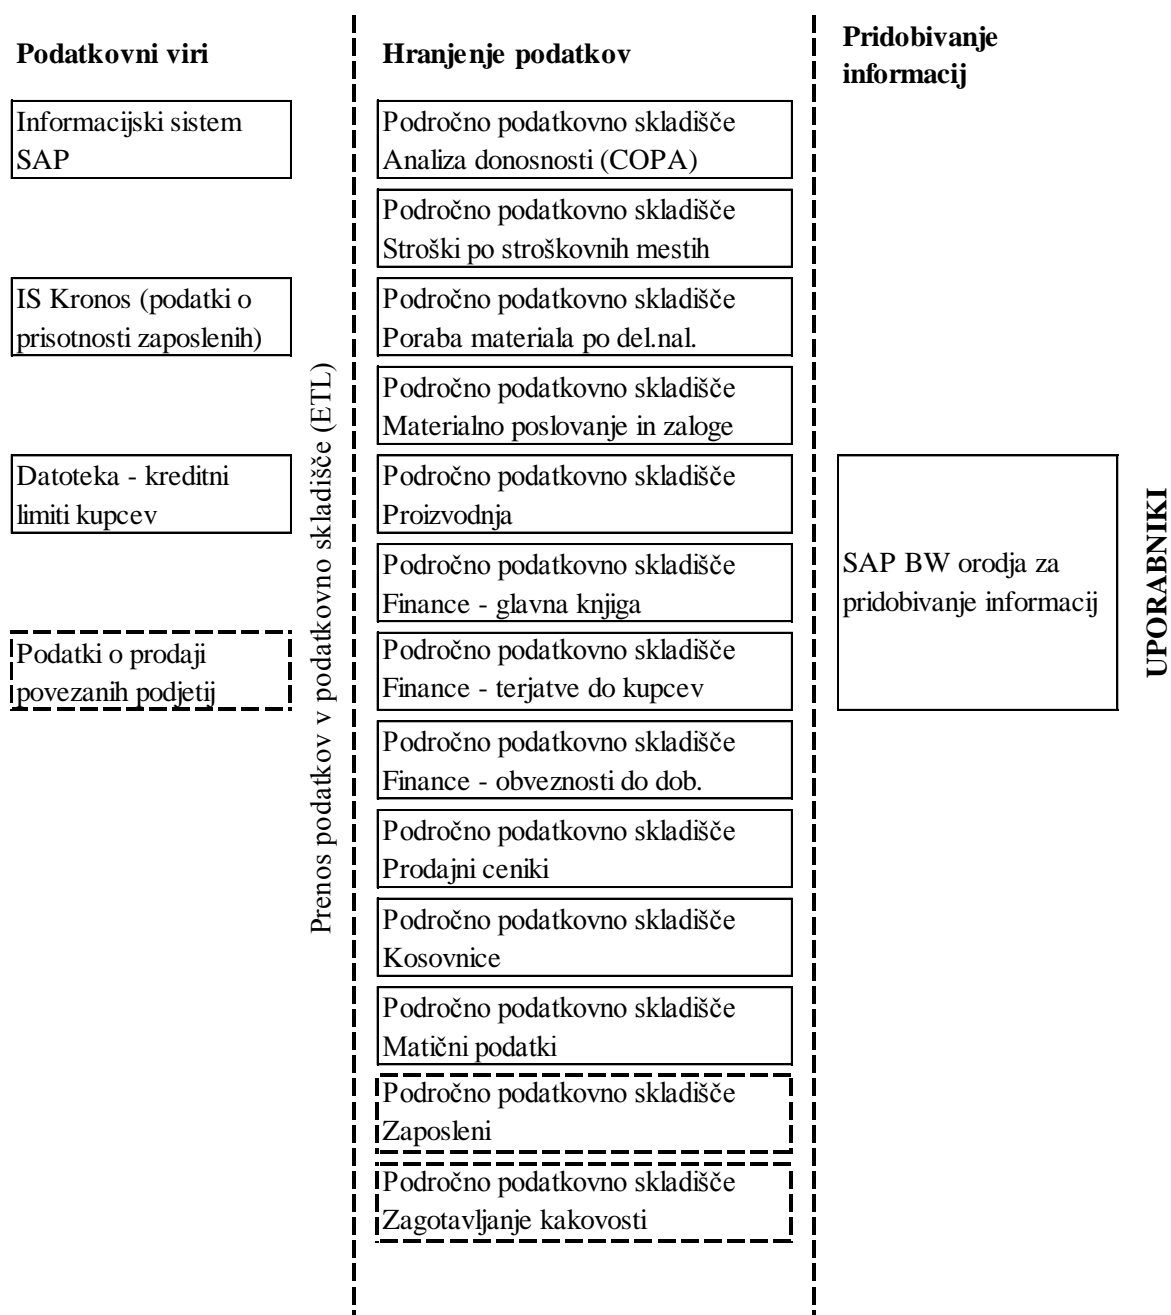 Podatkovni viri
Informacijski sistem
SAP
IS Kronos (podatki o
prisotnosti zaposlenih)
Datoteka - kreditni
limiti kupcev
Podatki o prodaji
povezanih podjetij
Prenos podatkov v podatkovno skladišče (ETL)
Hranjenje podatkov
Področno podatkovno skladišče
Analiza donosnosti (COPA)
Področno podatkovno skladišče
Stroški po stroškovnih mestih
Področno podatkovno skladišče
Poraba materiala po del.nal.
Področno podatkovno skladišče
Materialno poslovanje in zaloge
Področno podatkovno skladišče
Proizvodnja
Področno podatkovno skladišče
Finance - glavna knjiga
Področno podatkovno skladišče
Finance - terjatve do kupcev
Področno podatkovno skladišče
Finance - obveznosti do dob.
Področno podatkovno skladišče
Prodajni ceniki
Področno podatkovno skladišče
Kosovnice
Področno podatkovno skladišče
Matični podatki
Področno podatkovno skladišče
Zaposleni
Področno podatkovno skladišče
Zagotavljanje kakovosti
Pridobivanje
informacij
SAP BW orodja za
pridobivanje informacij
UPORABNIKI